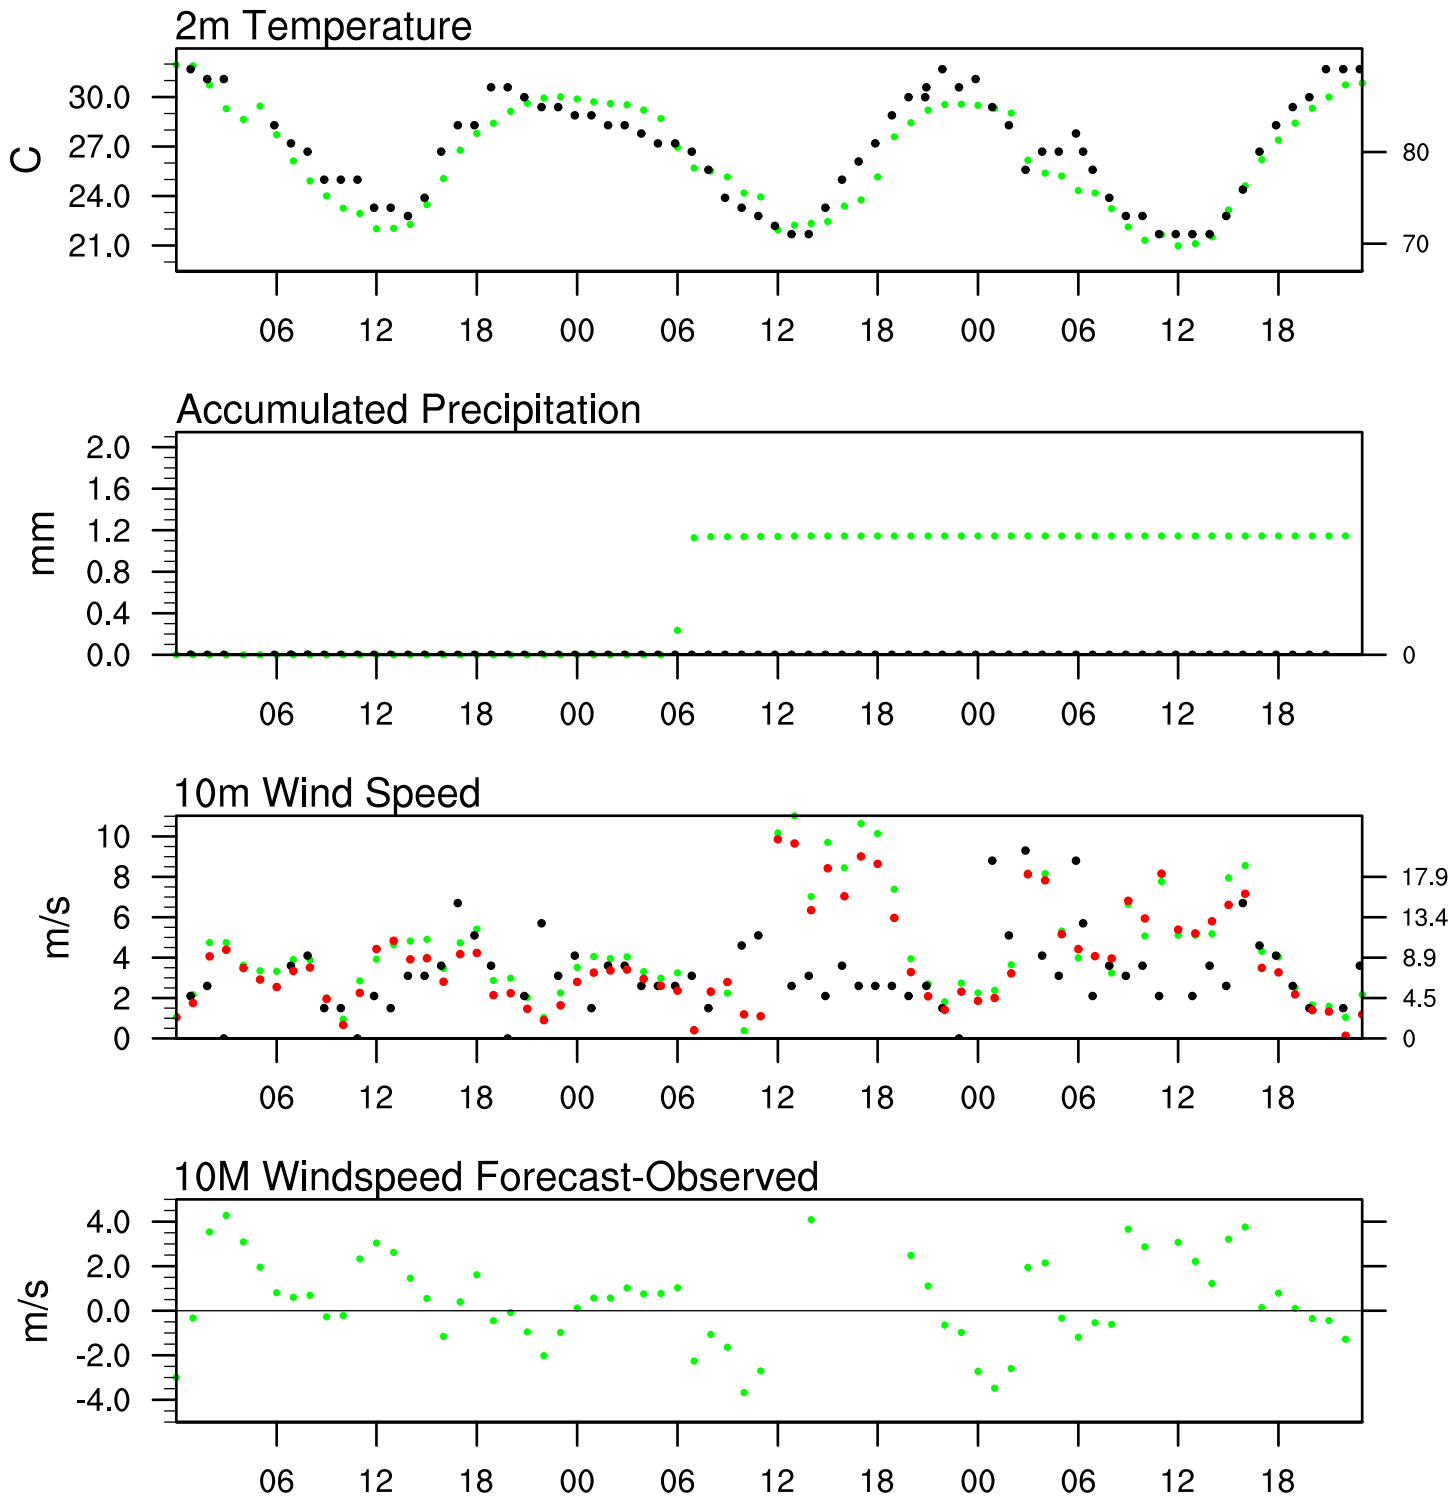 2m Temperature
C
30.0
27.0
24.0
21.0
80
70
06 12 18 00 06 12 18 00 06 12 18
Accumulated Precipitation
mm
2.0
1.6
1.2
0.8
0.4
0.0
0
06 12 18 00 06 12 18 00 06 12 18
10m Wind Speed
m/s
10
8
6
4
2
0
17.9
13.4
8.9
4.5
0
06 12 18 00 06 12 18 00 06 12 18
10M Windspeed Forecast-Observed
m/s
4.0
2.0
0.0
-2.0
-4.0
06 12 18 00 06 12 18 00 06 12 18